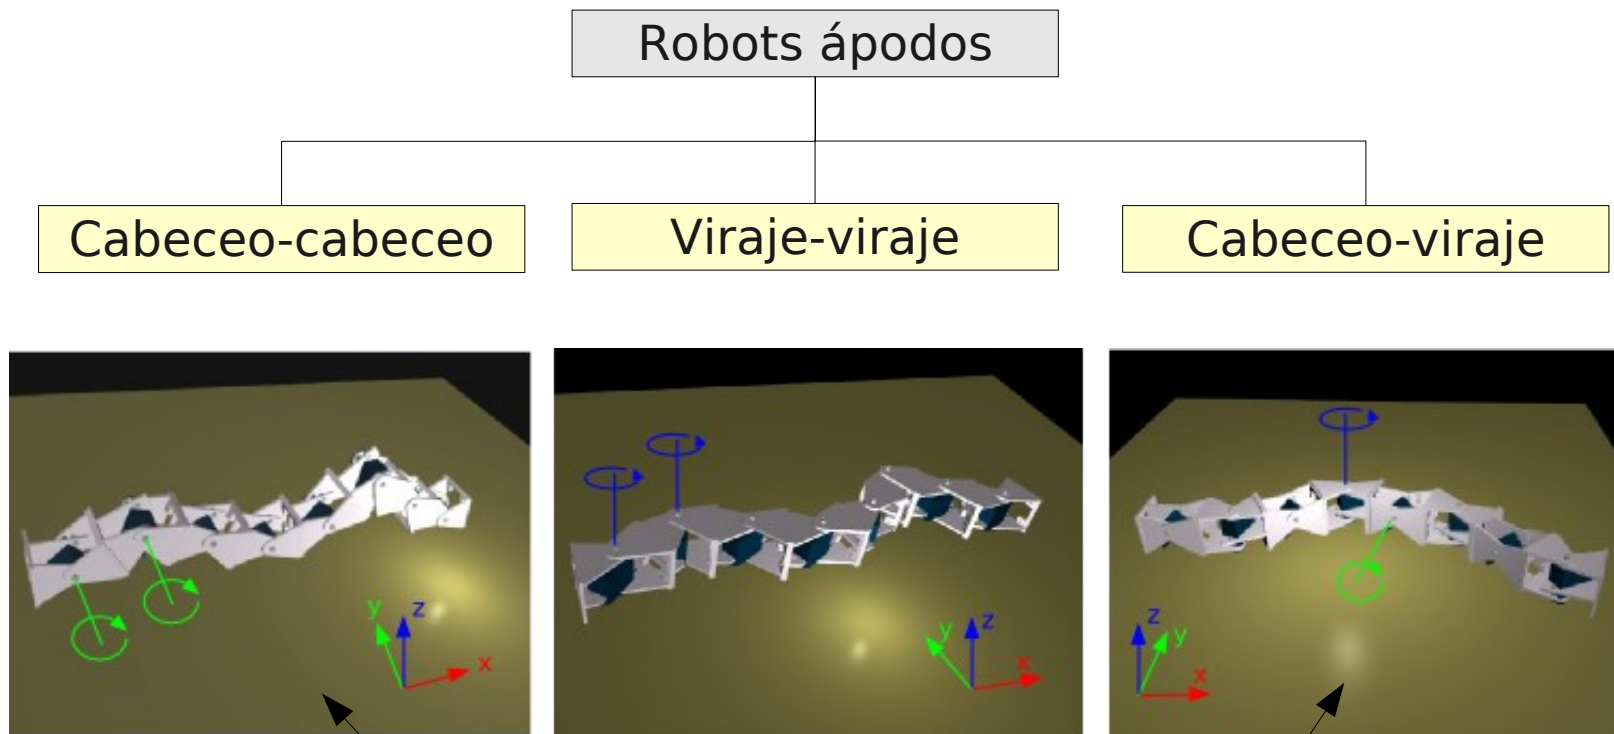 Robots ápodos
Cabeceo-cabeceo
Viraje-viraje
Cabeceo-viraje
y z x
y z x
z y x